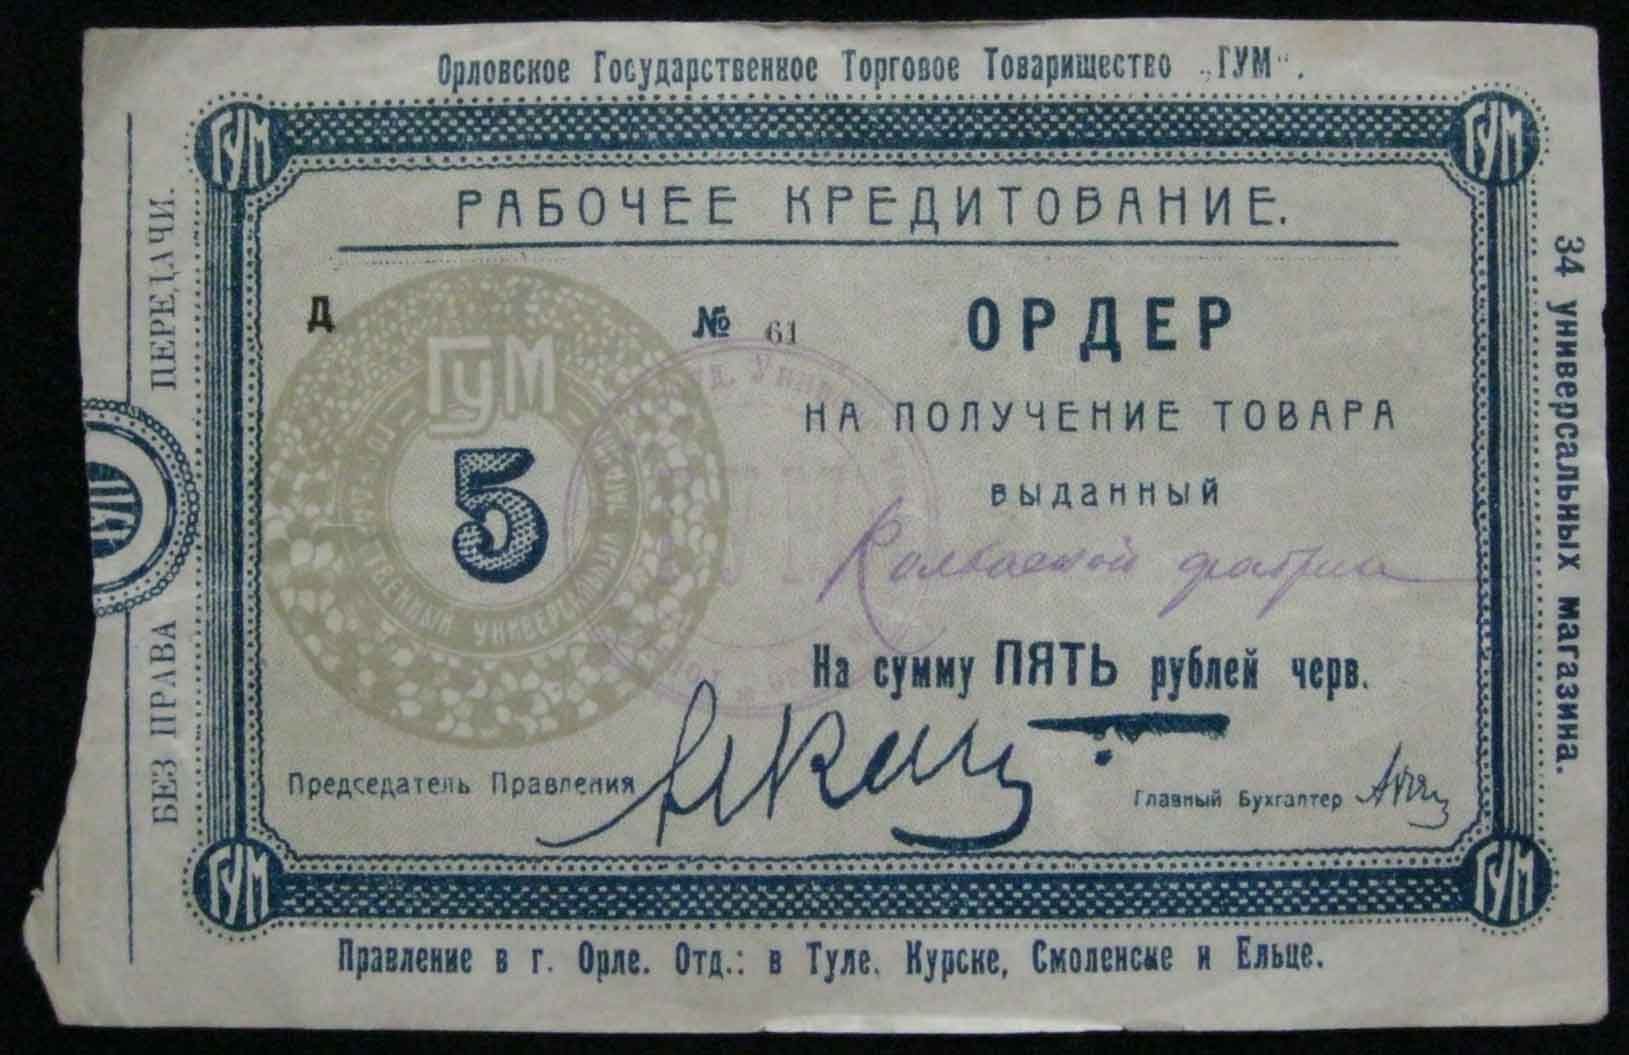 Орловское Государственное Торговое Товарищество „ГУМ“.
ГУМ
ГУМ
РАБОЧЕЕ КРЕДИТОВАНИЕ.
Д
№ 61
ОРДЕР
ГУМ
5
НА ПОЛУЧЕНИЕ ТОВАРА
выданный
Колбасной
На сумму ПЯТЬ рублей черв.
Председатель Правления
Главный Бухгалтер
ГУМ
ГУМ
Правление в г. Орле. Отд.: в Туле, Курске, Смоленске и Ельце.
БЕЗ ПРАВА ПЕРЕДАЧИ.
34 универсальных магазина.